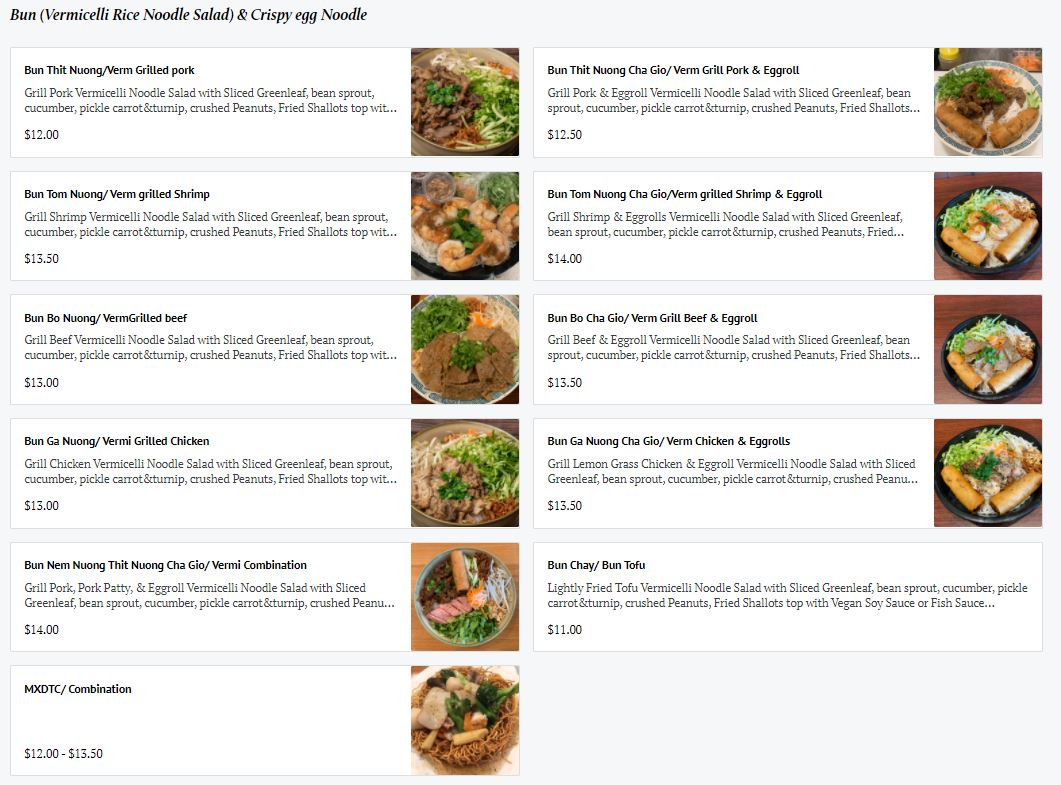 Bun (Vermicelli Rice Noodle Salad) & Crispy egg Noodle
Bun Thit Nuong/Verm Grilled pork
Grill Pork Vermicelli Noodle Salad with Sliced Greenleaf, bean sprout,
cucumber, pickle carrot&turnip, crushed Peanuts, Fried Shallots top wit...
$12.00
Bun Thit Nuong Cha Gio/ Verm Grill Pork & Eggroll
Grill Pork & Eggroll Vermicelli Noodle Salad with Sliced Greenleaf, bean
sprout, cucumber, pickle carrot&turnip, crushed Peanuts, Fried Shallots...
$12.50
Bun Tom Nuong/ Verm grilled Shrimp
Grill Shrimp Vermicelli Noodle Salad with Sliced Greenleaf, bean sprout,
cucumber, pickle carrot&turnip, crushed Peanuts, Fried Shallots top wit...
$13.50
Bun Tom Nuong Cha Gio/Verm grilled Shrimp & Eggroll
Grill Shrimp & Eggrolls Vermicelli Noodle Salad with Sliced Greenleaf,
bean sprout, cucumber, pickle carrot&turnip, crushed Peanuts, Fried...
$14.00
Bun Bo Nuong/ VermGrilled beef
Grill Beef Vermicelli Noodle Salad with Sliced Greenleaf, bean sprout,
cucumber, pickle carrot&turnip, crushed Peanuts, Fried Shallots top wit...
$13.00
Bun Bo Cha Gio/ Verm Grill Beef & Eggroll
Grill Beef & Eggroll Vermicelli Noodle Salad with Sliced Greenleaf, bean
sprout, cucumber, pickle carrot&turnip, crushed Peanuts, Fried Shallots...
$13.50
Bun Ga Nuong/ Vermi Grilled Chicken
Grill Chicken Vermicelli Noodle Salad with Sliced Greenleaf, bean sprout,
cucumber, pickle carrot&turnip, crushed Peanuts, Fried Shallots top wit...
$13.00
Bun Ga Nuong Cha Gio/ Verm Chicken & Eggrolls
Grill Lemon Grass Chicken & Eggroll Vermicelli Noodle Salad with Sliced
Greenleaf, bean sprout, cucumber, pickle carrot&turnip, crushed Peanu...
$13.50
Bun Nem Nuong Thit Nuong Cha Gio/ Vermi Combination
Grill Pork, Pork Patty, & Eggroll Vermicelli Noodle Salad with Sliced
Greenleaf, bean sprout, cucumber, pickle carrot&turnip, crushed Peanu...
$14.00
Bun Chay/ Bun Tofu
Lightly Fried Tofu Vermicelli Noodle Salad with Sliced Greenleaf, bean sprout, cucumber, pickle
carrot&turnip, crushed Peanuts, Fried Shallots top with Vegan Soy Sauce or Fish Sauce...
$11.00
MXDTC/ Combination
$12.00 - $13.50